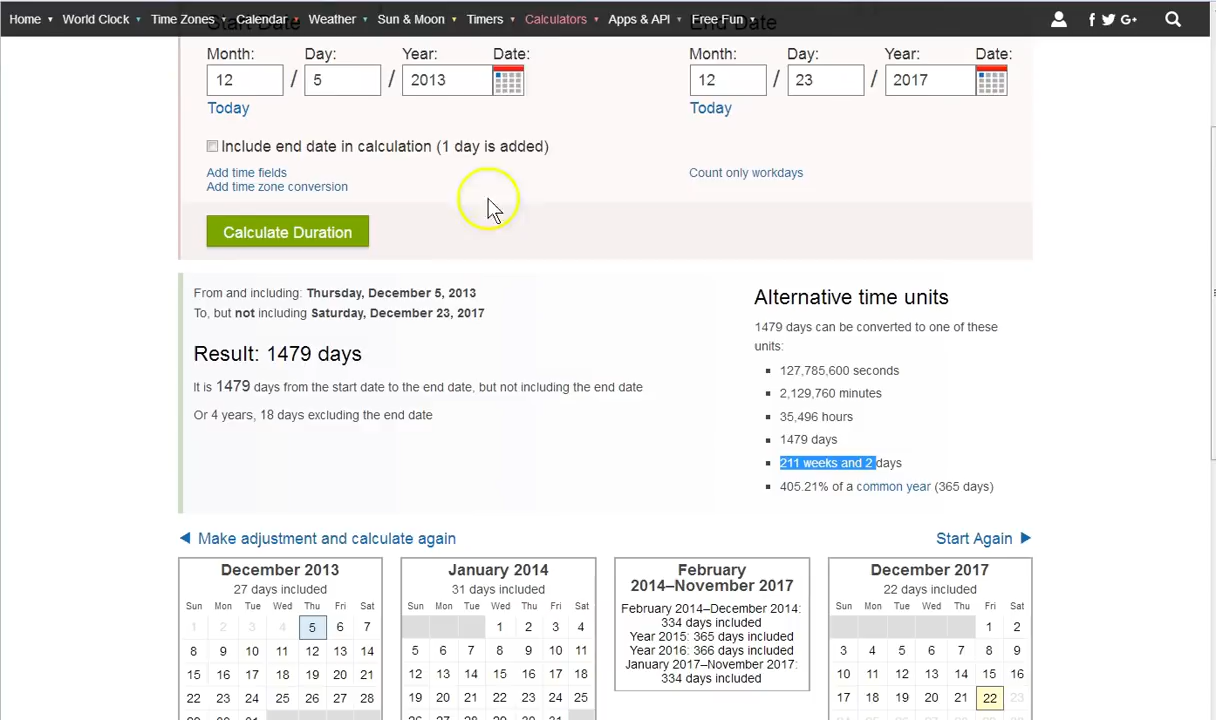 Home World Clock Time Zones Calendar Weather Sun & Moon Timers Calculators Apps & API Free Fun
Start Date End Date
Month: Day: Year: Date: Month: Day: Year: Date:
12 / 5 / 2013 12 / 23 / 2017
Today Today
Include end date in calculation (1 day is added)
Add time fields Count only workdays
Add time zone conversion
Calculate Duration
From and including: Thursday, December 5, 2013
To, but not including Saturday, December 23, 2017
Result: 1479 days
It is 1479 days from the start date to the end date, but not including the end date
Or 4 years, 18 days excluding the end date
Alternative time units
1479 days can be converted to one of these
units:
127,785,600 seconds
2,129,760 minutes
35,496 hours
1479 days
211 weeks and 2 days
405.21% of a common year (365 days)
Make adjustment and calculate again Start Again
December 2013
27 days included
Sun Mon Tue Wed Thu Fri Sat
1 2 3 4 5 6 7
8 9 10 11 12 13 14
15 16 17 18 19 20 21
22 23 24 25 26 27 28
29 30 31
January 2014
31 days included
Sun Mon Tue Wed Thu Fri Sat
1 2 3 4
5 6 7 8 9 10 11
12 13 14 15 16 17 18
19 20 21 22 23 24 25
26 27 28 29 30 31
February
2014–November 2017
February 2014–December 2014:
334 days included
Year 2015: 365 days included
Year 2016: 366 days included
January 2017–November 2017:
334 days included
December 2017
22 days included
Sun Mon Tue Wed Thu Fri Sat
1 2
3 4 5 6 7 8 9
10 11 12 13 14 15 16
17 18 19 20 21 22 23